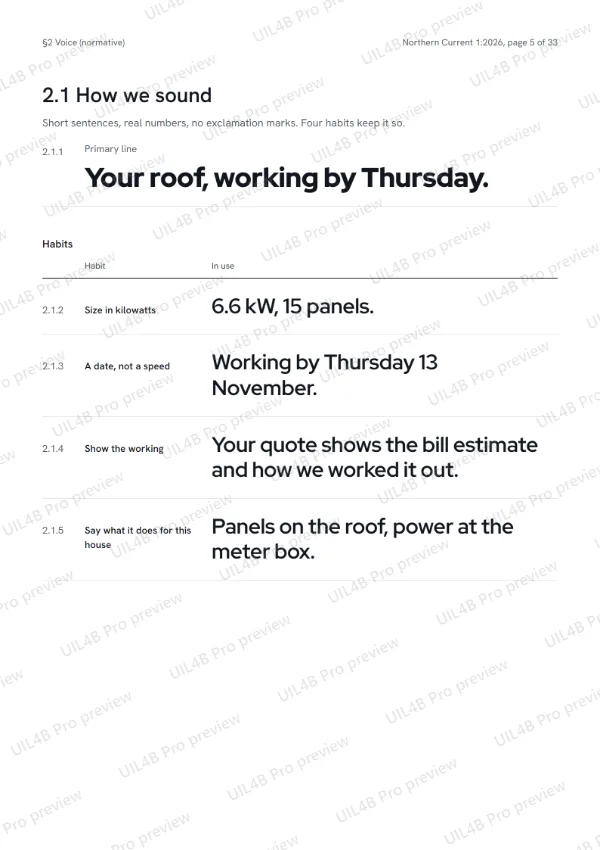 §2 Voice (normative)
Northern Current 1:2026, page 5 of 33
2.1 How we sound
Short sentences, real numbers, no exclamation marks. Four habits keep it so.
2.1.1
Primary line
Your roof, working by Thursday.
Habits
Habit
In use
2.1.2
Size in kilowatts
6.6 kW, 15 panels.
2.1.3
A date, not a speed
Working by Thursday 13
November.
2.1.4
Show the working
Your quote shows the bill estimate
and how we worked it out.
2.1.5
Say what it does for this
house
Panels on the roof, power at the
meter box.
UIL4B Pro preview